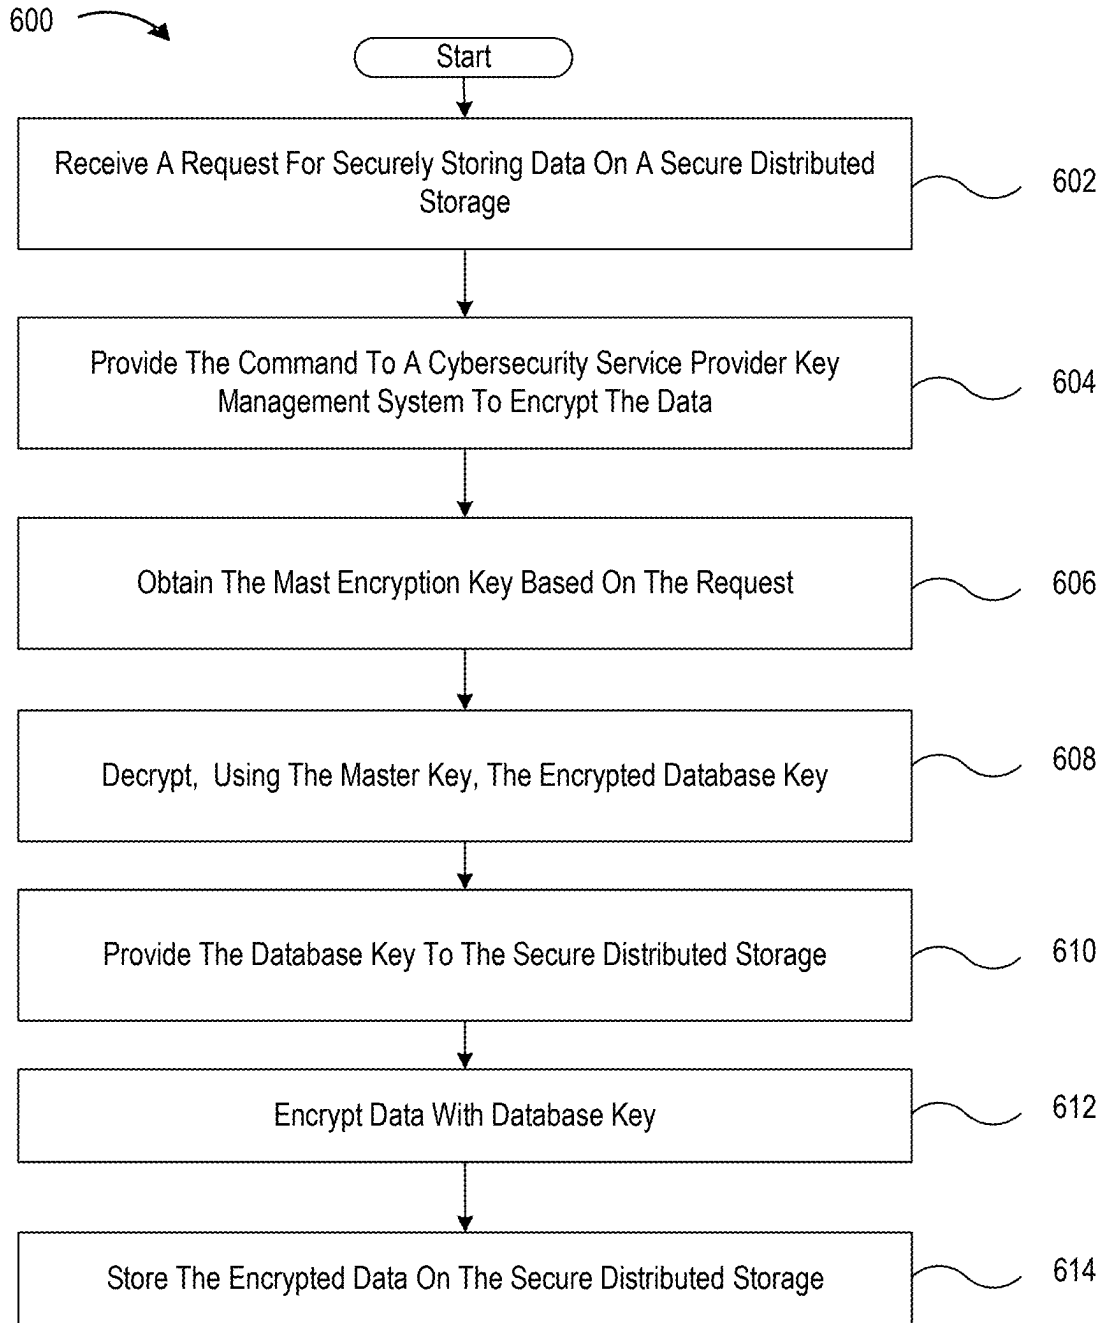 600
Start
Receive A Request For Securely Storing Data On A Secure Distributed
Storage
602
Provide The Command To A Cybersecurity Service Provider Key
Management System To Encrypt The Data
604
Obtain The Mast Encryption Key Based On The Request
606
Decrypt, Using The Master Key, The Encrypted Database Key
608
Provide The Database Key To The Secure Distributed Storage
610
Encrypt Data With Database Key
612
Store The Encrypted Data On The Secure Distributed Storage
614